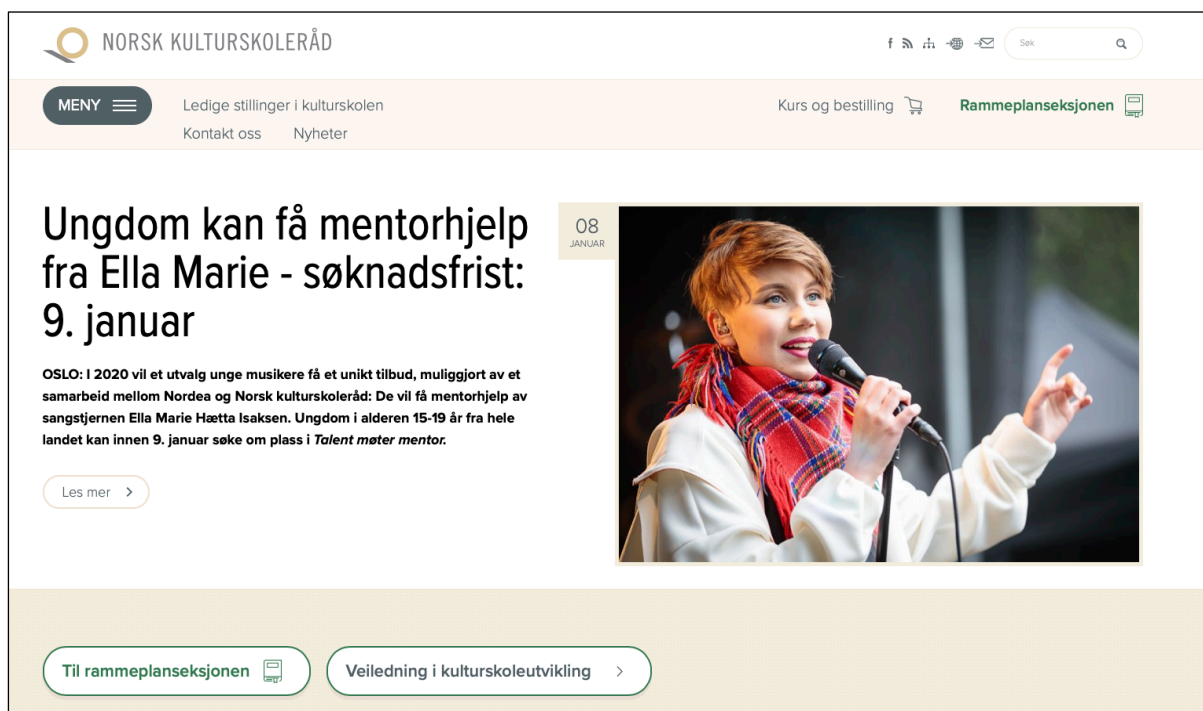 NORSK KULTURSKOLERÅD
Søk
MENY
Ledige stillinger i kulturskolen
Kontakt oss
Nyheter
Kurs og bestilling
Rammeplanseksjonen
Ungdom kan få mentorhjelp
fra Ella Marie - søknadsfrist:
9. januar
OSLO: I 2020 vil et utvalg unge musikere få et unikt tilbud, muliggjort av et
samarbeid mellom Nordea og Norsk kulturskoleråd: De vil få mentorhjelp av
sangstjernen Ella Marie Hætta Isaksen. Ungdom i alderen 15-19 år fra hele
landet kan innen 9. januar søke om plass i Talent møter mentor.
Les mer
08
JANUAR
Til rammeplanseksjonen
Veiledning i kulturskoleutvikling